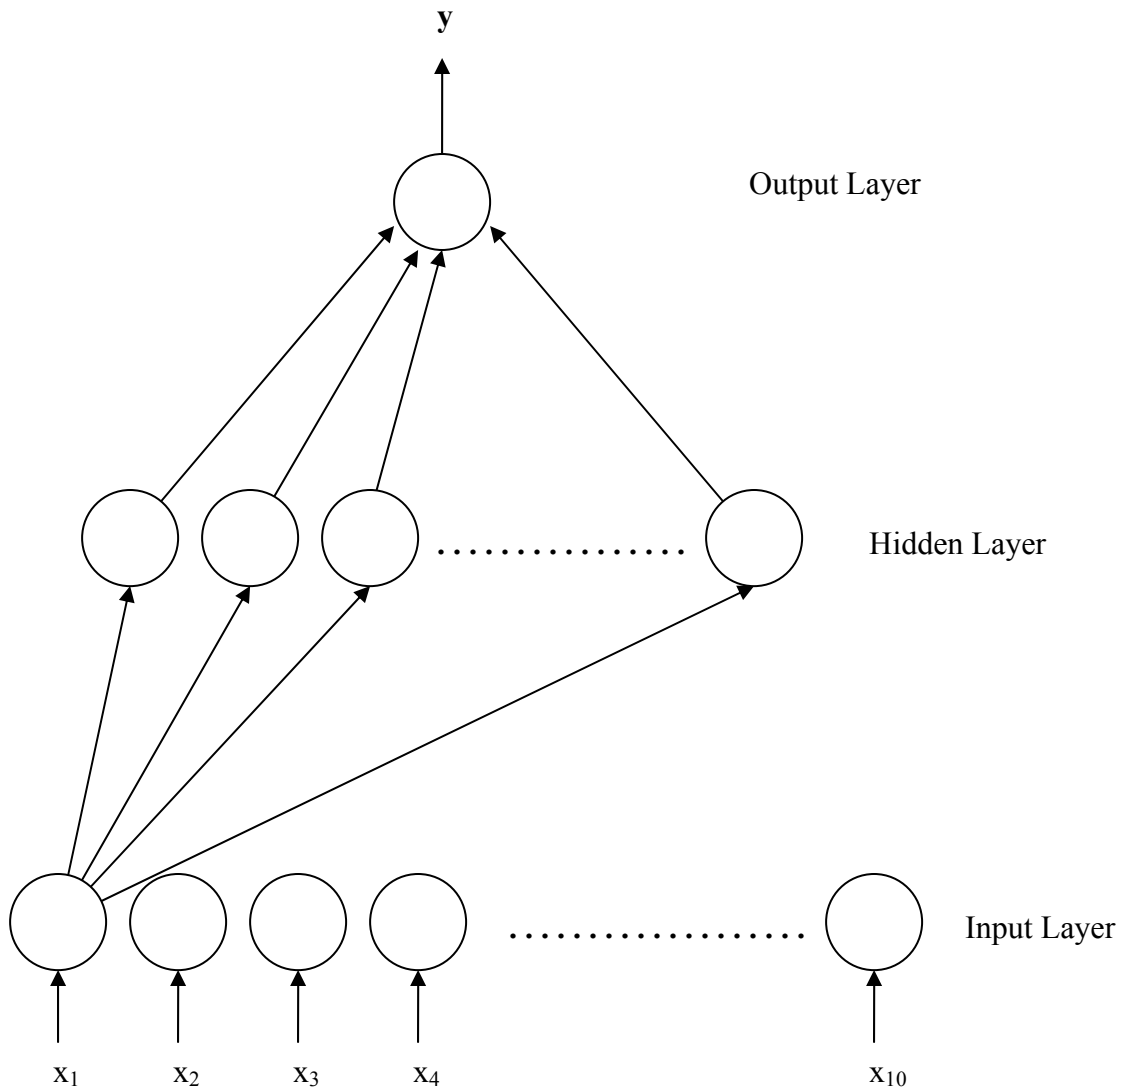 y
Output Layer
Hidden Layer
Input Layer
x₁ x₂ x₃ x₄ x₁₀